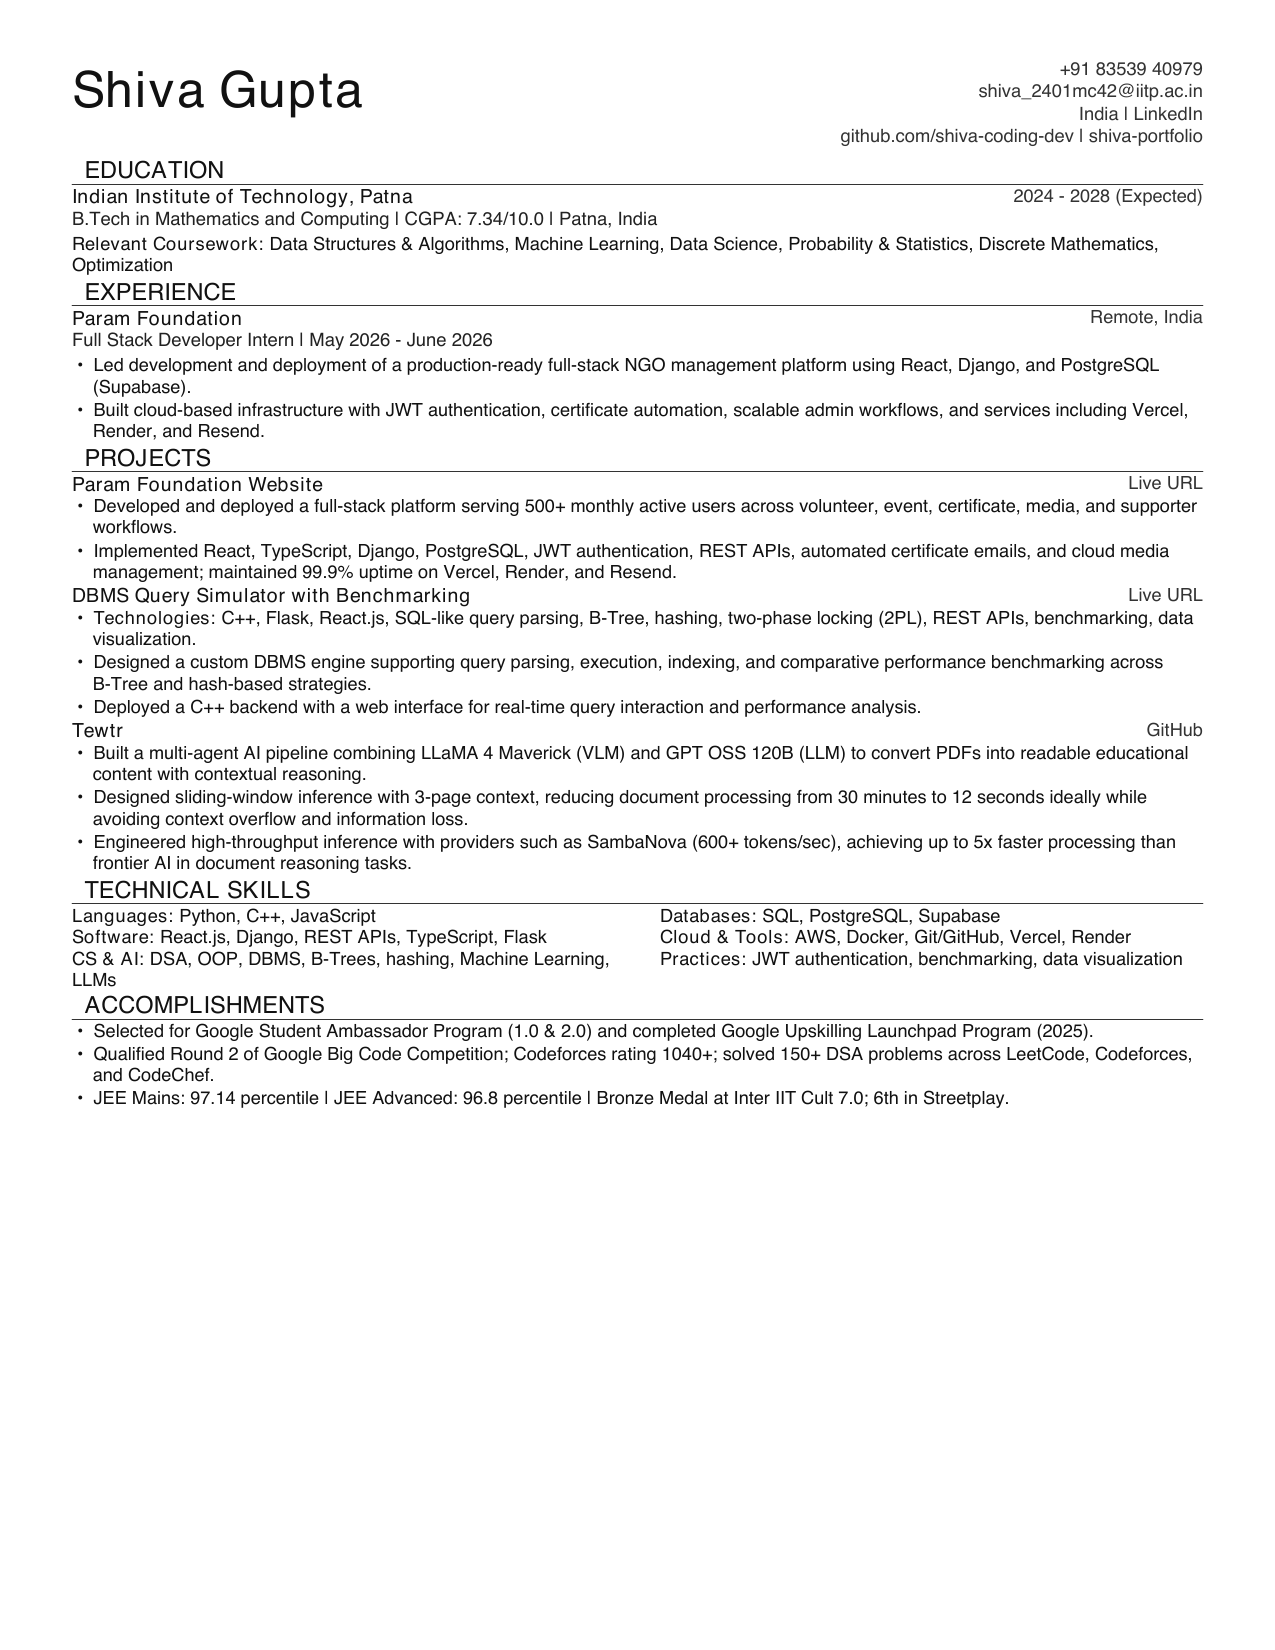 Shiva Gupta
+91 83539 40979
shiva_2401mc42@iitp.ac.in
India | LinkedIn
github.com/shiva-coding-dev | shiva-portfolio
EDUCATION
Indian Institute of Technology, Patna 2024 - 2028 (Expected)
B.Tech in Mathematics and Computing | CGPA: 7.34/10.0 | Patna, India
Relevant Coursework: Data Structures & Algorithms, Machine Learning, Data Science, Probability & Statistics, Discrete Mathematics,
Optimization
EXPERIENCE
Param Foundation Remote, India
Full Stack Developer Intern | May 2026 - June 2026
• Led development and deployment of a production-ready full-stack NGO management platform using React, Django, and PostgreSQL
(Supabase).
• Built cloud-based infrastructure with JWT authentication, certificate automation, scalable admin workflows, and services including Vercel,
Render, and Resend.
PROJECTS
Param Foundation Website Live URL
• Developed and deployed a full-stack platform serving 500+ monthly active users across volunteer, event, certificate, media, and supporter
workflows.
• Implemented React, TypeScript, Django, PostgreSQL, JWT authentication, REST APIs, automated certificate emails, and cloud media
management; maintained 99.9% uptime on Vercel, Render, and Resend.
DBMS Query Simulator with Benchmarking Live URL
• Technologies: C++, Flask, React.js, SQL-like query parsing, B-Tree, hashing, two-phase locking (2PL), REST APIs, benchmarking, data
visualization.
• Designed a custom DBMS engine supporting query parsing, execution, indexing, and comparative performance benchmarking across
B-Tree and hash-based strategies.
• Deployed a C++ backend with a web interface for real-time query interaction and performance analysis.
Tewtr GitHub
• Built a multi-agent AI pipeline combining LLaMA 4 Maverick (VLM) and GPT OSS 120B (LLM) to convert PDFs into readable educational
content with contextual reasoning.
• Designed sliding-window inference with 3-page context, reducing document processing from 30 minutes to 12 seconds ideally while
avoiding context overflow and information loss.
• Engineered high-throughput inference with providers such as SambaNova (600+ tokens/sec), achieving up to 5x faster processing than
frontier AI in document reasoning tasks.
TECHNICAL SKILLS
Languages: Python, C++, JavaScript
Software: React.js, Django, REST APIs, TypeScript, Flask
CS & AI: DSA, OOP, DBMS, B-Trees, hashing, Machine Learning,
LLMs
Databases: SQL, PostgreSQL, Supabase
Cloud & Tools: AWS, Docker, Git/GitHub, Vercel, Render
Practices: JWT authentication, benchmarking, data visualization
ACCOMPLISHMENTS
• Selected for Google Student Ambassador Program (1.0 & 2.0) and completed Google Upskilling Launchpad Program (2025).
• Qualified Round 2 of Google Big Code Competition; Codeforces rating 1040+; solved 150+ DSA problems across LeetCode, Codeforces,
and CodeChef.
• JEE Mains: 97.14 percentile | JEE Advanced: 96.8 percentile | Bronze Medal at Inter IIT Cult 7.0; 6th in Streetplay.